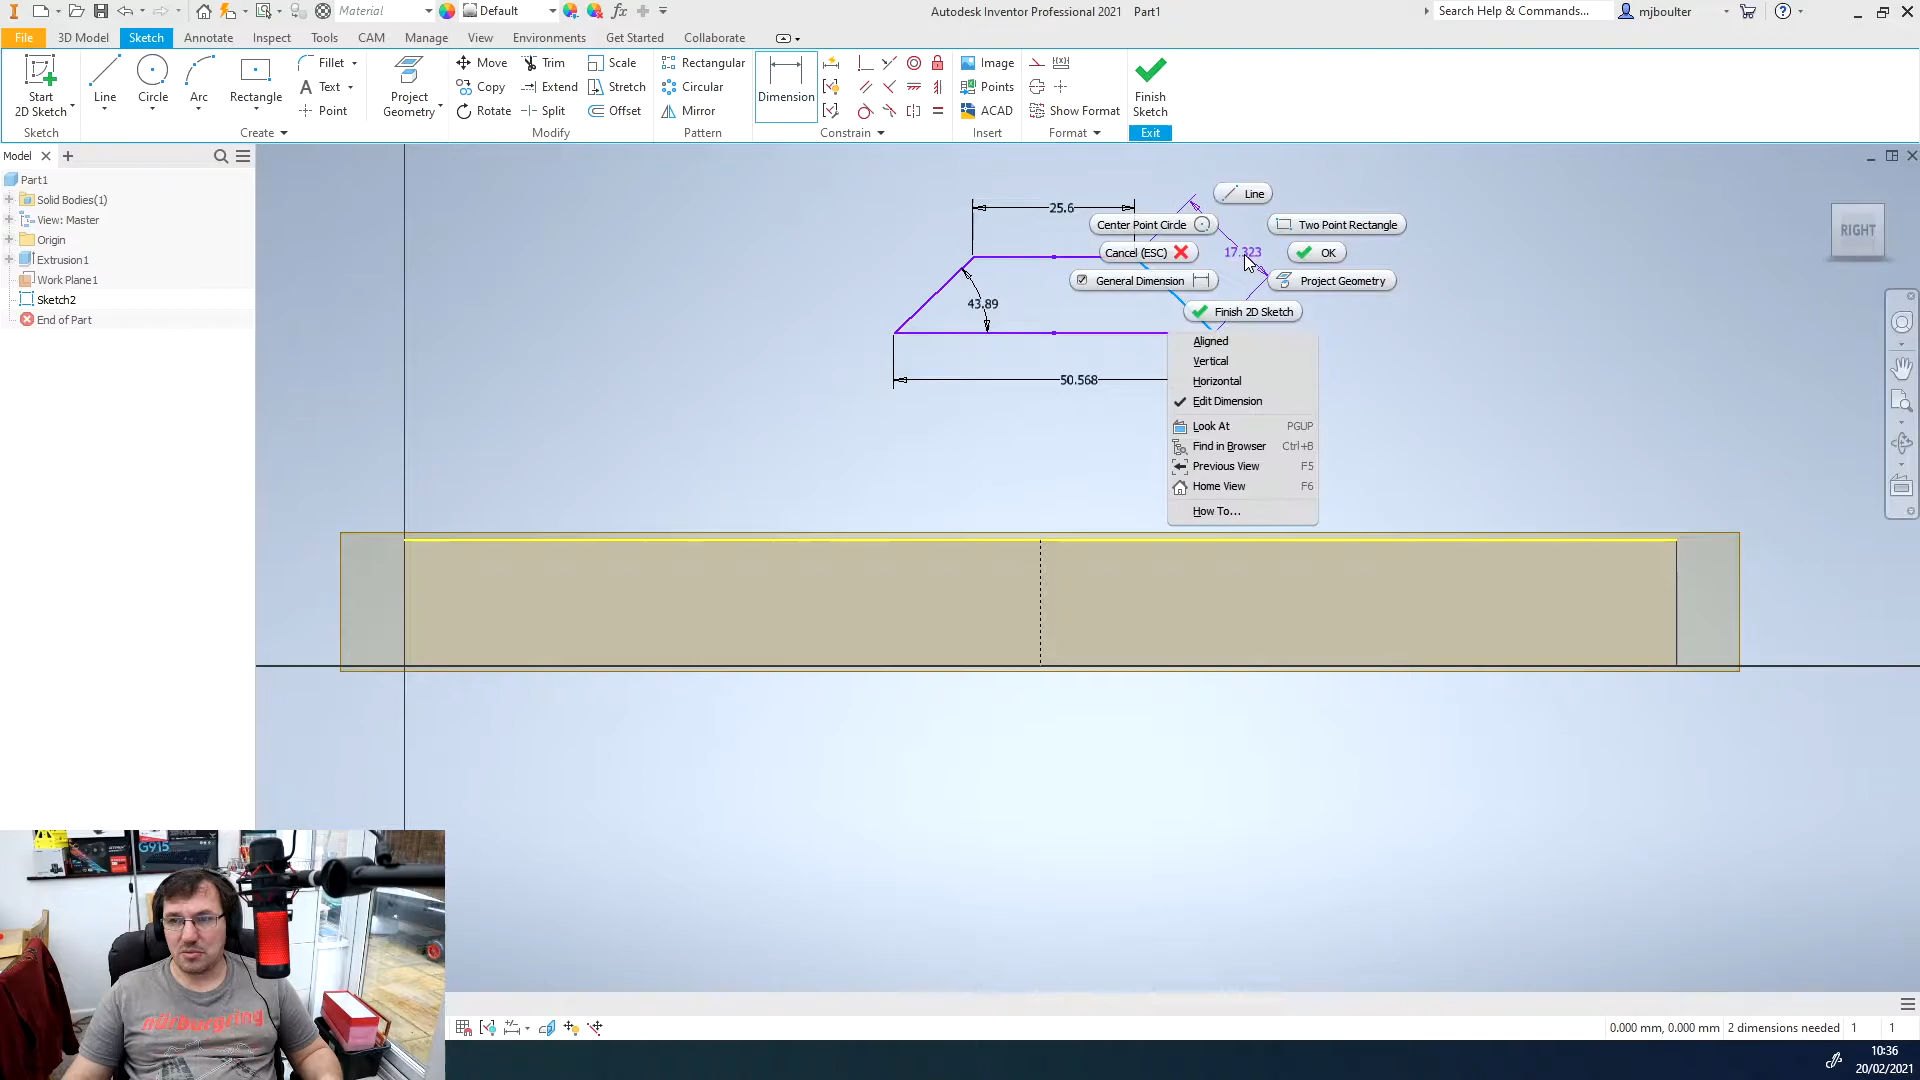 Material
Default
Autodesk Inventor Professional 2021 Part1
Search Help & Commands...
mjboulter
File 3D Model Sketch Annotate Inspect Tools CAM Manage View Environments Get Started Collaborate
Start
2D Sketch
Line
Circle
Arc
Rectangle
Fillet
Text
Point
Project
Geometry
Move
Copy
Rotate
Trim
Extend
Split
Scale
Stretch
Offset
Rectangular
Circular
Mirror
Dimension
Image
Points
ACAD
Show Format
Finish
Sketch
Sketch Create Modify Pattern Constrain Insert Format Exit
Model
Part1
Solid Bodies(1)
View: Master
Origin
Extrusion1
Work Plane1
Sketch2
End of Part
25.6
43.89
50.568
17.323
Line
Center Point Circle
Two Point Rectangle
Cancel (ESC)
OK
General Dimension
Project Geometry
Finish 2D Sketch
Aligned
Vertical
Horizontal
Edit Dimension
Look At PGUP
Find in Browser Ctrl+B
Previous View F5
Home View F6
How To...
RIGHT
G915
nürburgring
0.000 mm, 0.000 mm 2 dimensions needed 1 1
10:36
20/02/2021